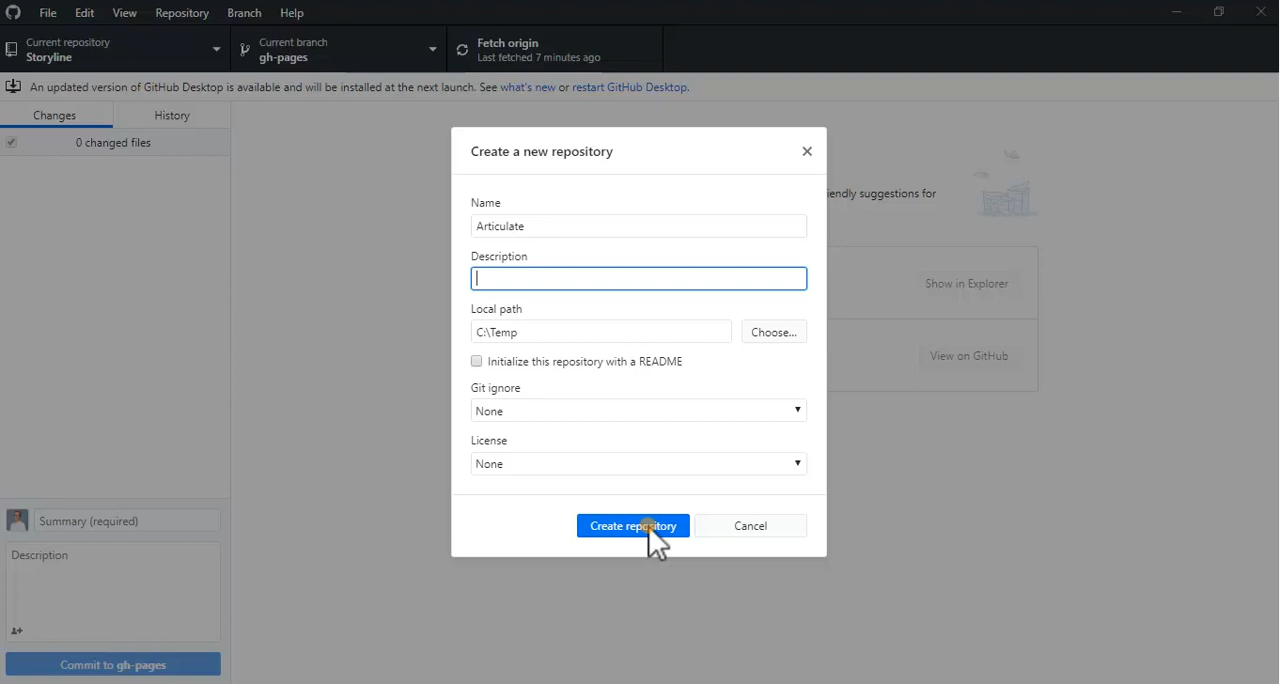 File Edit View Repository Branch Help
Current repository
Storyline
Current branch
gh-pages
Fetch origin
Last fetched 7 minutes ago
An updated version of GitHub Desktop is available and will be installed at the next launch. See what's new or restart GitHub Desktop.
Changes History
0 changed files
Create a new repository
Name
Articulate
Description
Local path
C:\Temp
Choose...
Initialize this repository with a README
Git ignore
None
License
None
Create repository
Cancel
iendly suggestions for
Show in Explorer
View on GitHub
Summary (required)
Description
Commit to gh-pages